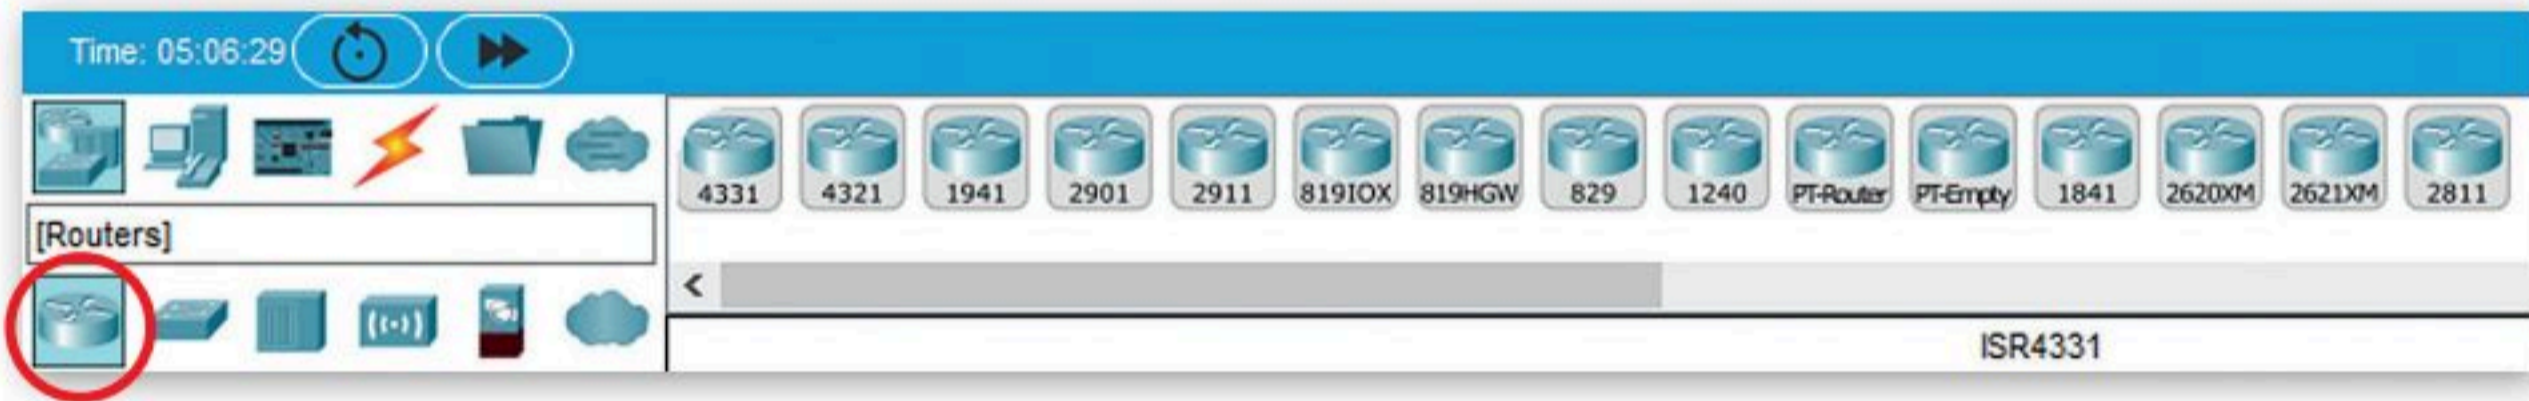 Time: 05:06:29
4331 4321 1941 2901 2911 819IOX 819HGW 829 1240 PT-Router PT-Empty 1841 2620XM 2621XM 2811
[Routers]
ISR4331